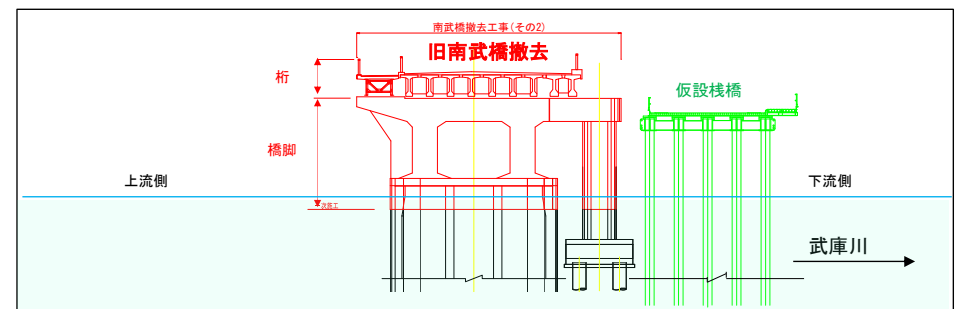 南武橋撤去工事(その2)
旧南武橋撤去
桁
仮設桟橋
橋脚
上流側
下流側
武庫川